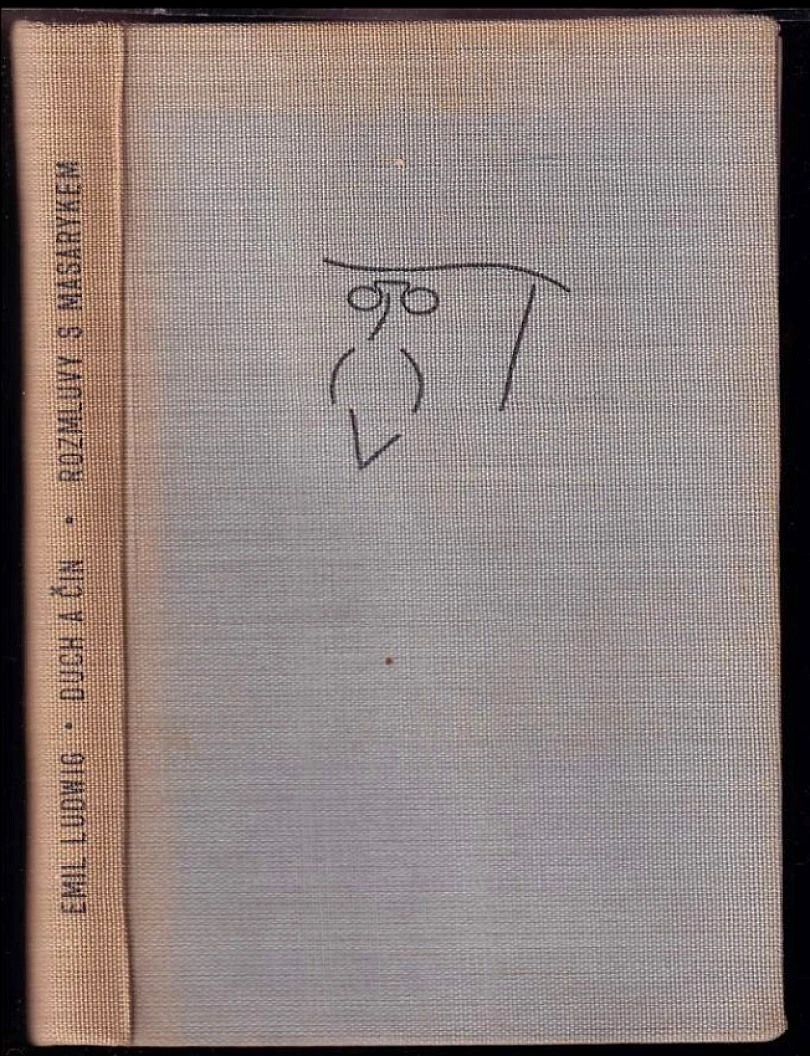 EMIL LUDWIG • DUCH A ČIN • ROZMLUVY S MASARYKEM